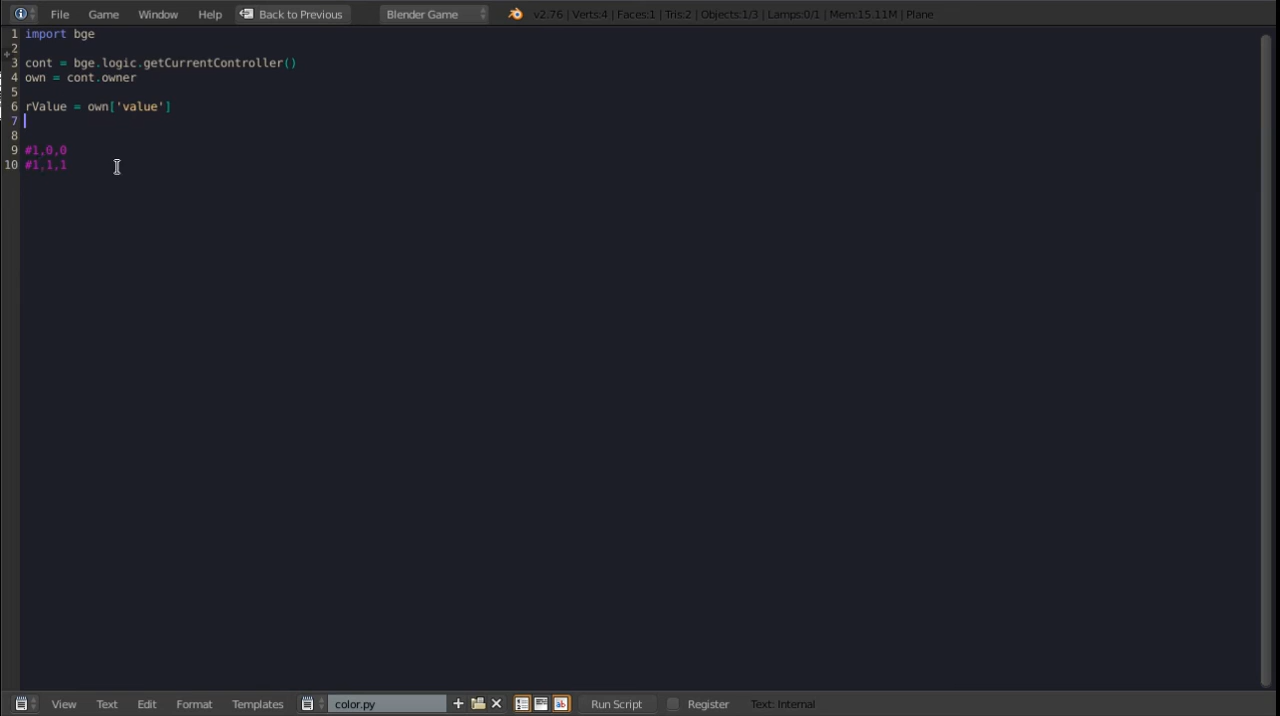 File Game Window Help Back to Previous Blender Game v2.76 | Verts:4 | Faces:1 | Tris:2 | Objects:1/3 | Lamps:0/1 | Mem:15.11M | Plane
1 import bge
2
3 cont = bge.logic.getCurrentController()
4 own = cont.owner
5
6 rValue = own['value']
7
8
9 #1,0,0
10 #1,1,1
View Text Edit Format Templates color.py Run Script Register Text: Internal